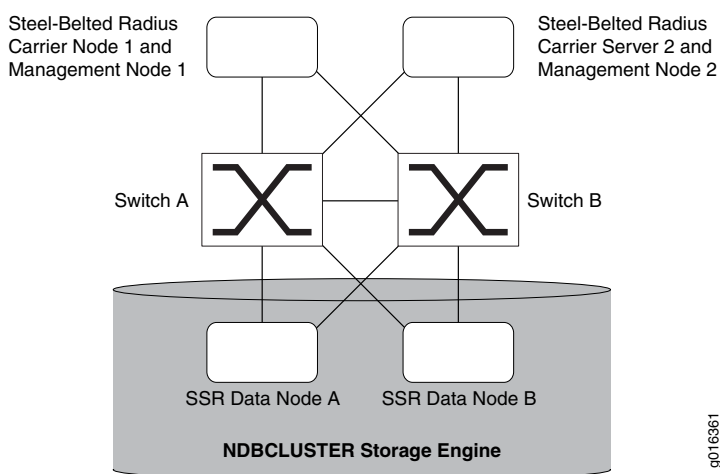 Steel-Belted Radius
Carrier Node 1 and
Management Node 1
Steel-Belted Radius
Carrier Server 2 and
Management Node 2
Switch A
Switch B
SSR Data Node A
SSR Data Node B
NDBCLUSTER Storage Engine
g016361